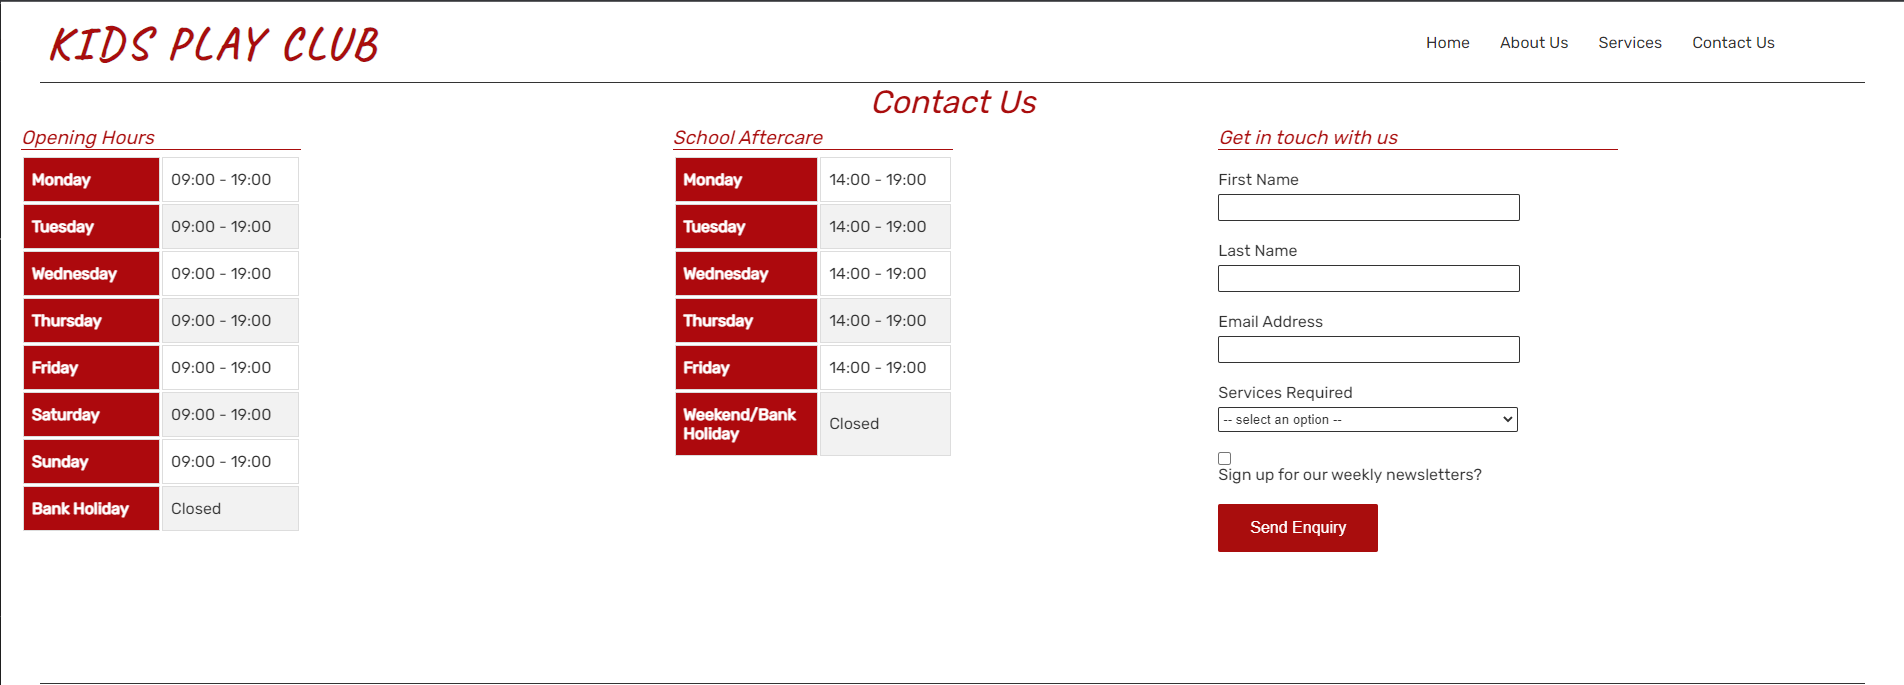 KIDS PLAY CLUB
Home About Us Services Contact Us
Contact Us
Opening Hours
Monday 09:00 - 19:00
Tuesday 09:00 - 19:00
Wednesday 09:00 - 19:00
Thursday 09:00 - 19:00
Friday 09:00 - 19:00
Saturday 09:00 - 19:00
Sunday 09:00 - 19:00
Bank Holiday Closed
School Aftercare
Monday 14:00 - 19:00
Tuesday 14:00 - 19:00
Wednesday 14:00 - 19:00
Thursday 14:00 - 19:00
Friday 14:00 - 19:00
Weekend/Bank
Holiday Closed
Get in touch with us
First Name
Last Name
Email Address
Services Required
-- select an option --
Sign up for our weekly newsletters?
Send Enquiry